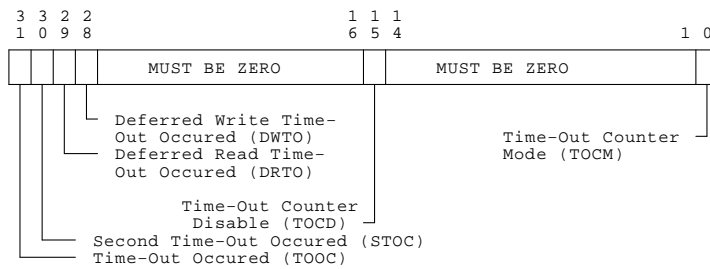 3 3 2 2 1 1 1
1 0 9 8 6 5 4 1 0
MUST BE ZERO MUST BE ZERO
Deferred Write Time-
Out Occured (DWTO)
Deferred Read Time-
Out Occured (DRTO)
Time-Out Counter
Mode (TOCM)
Time-Out Counter
Disable (TOCD)
Second Time-Out Occured (STOC)
Time-Out Occured (TOOC)